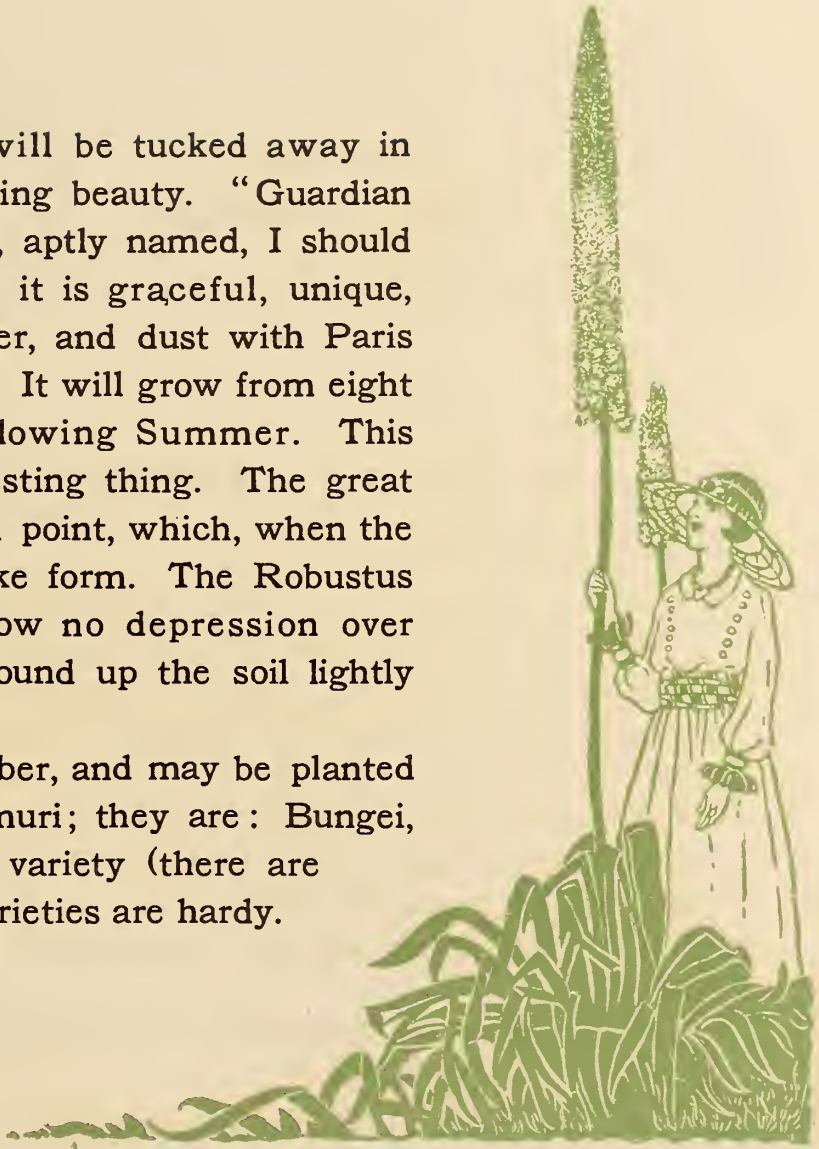 will be tucked away in
ing beauty. "Guardian
, aptly named, I should
it is graceful, unique,
er, and dust with Paris
It will grow from eight
lowing Summer. This
sting thing. The great
point, which, when the
ke form. The Robustus
ow no depression over
ound up the soil lightly
ber, and may be planted
nuri; they are: Bungei,
variety (there are
rieties are hardy.